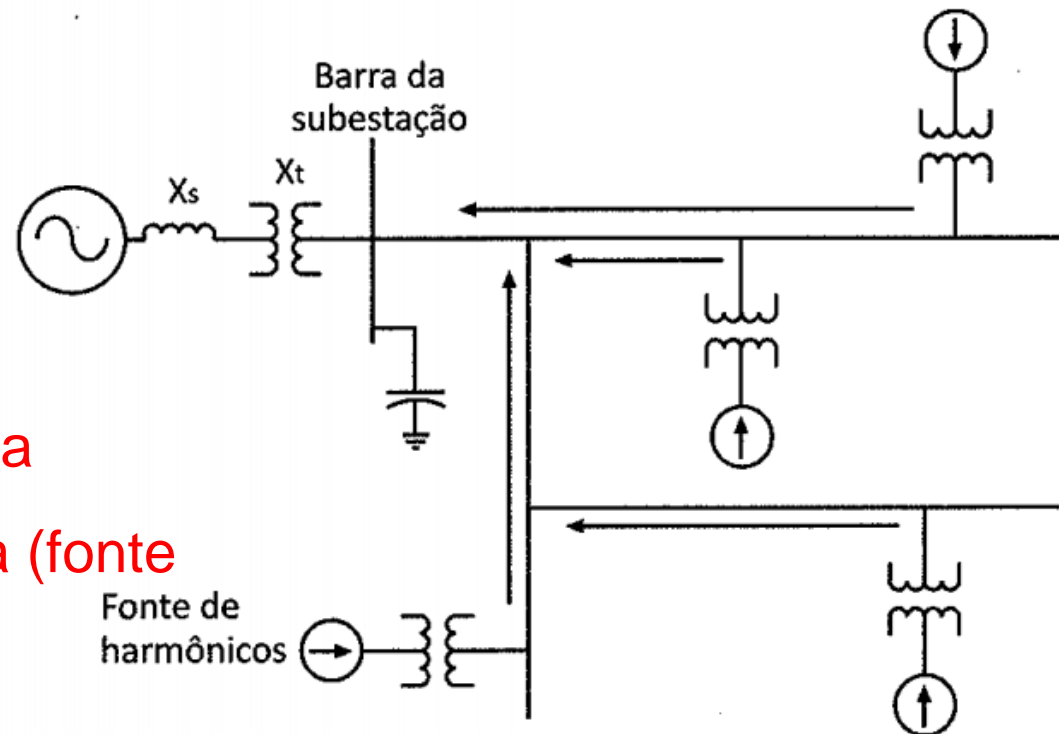 Barra da
subestação
Xs
Xt
a
a (fonte
Fonte de
harmônicos